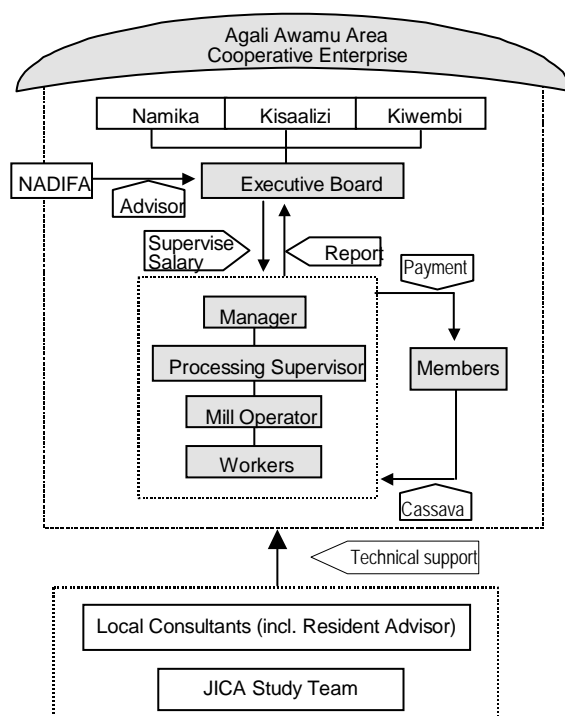 Agali Awamu Area
Cooperative Enterprise
Namika
Kisaalizi
Kiwembi
NADIFA
Advisor
Executive Board
Supervise
Salary
Report
Payment
Manager
Processing Supervisor
Members
Mill Operator
Workers
Cassava
Technical support
Local Consultants (incl. Resident Advisor)
JICA Study Team